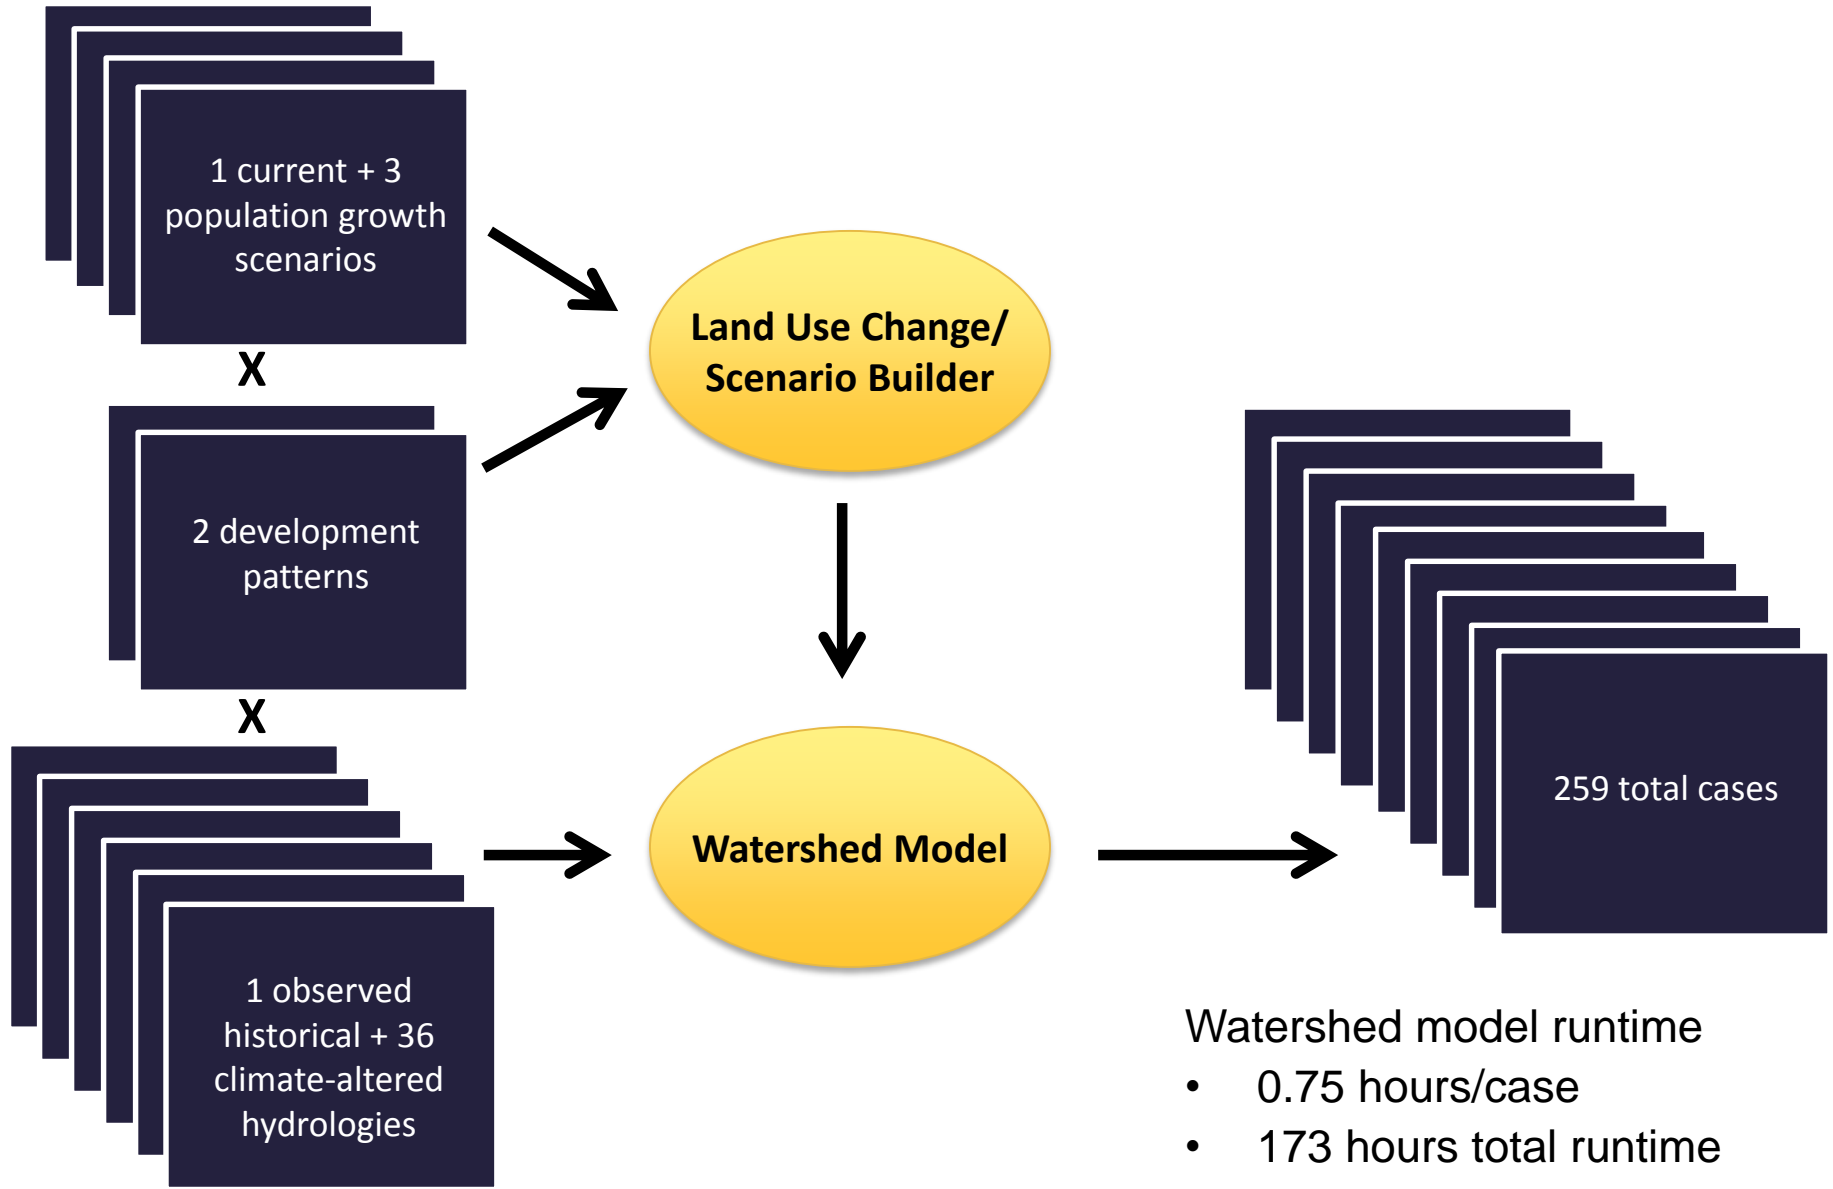 1 current + 3
population growth
scenarios
X
2 development
patterns
X
1 observed
historical + 36
climate-altered
hydrologies
Land Use Change/
Scenario Builder
Watershed Model
259 total cases
Watershed model runtime
• 0.75 hours/case
• 173 hours total runtime